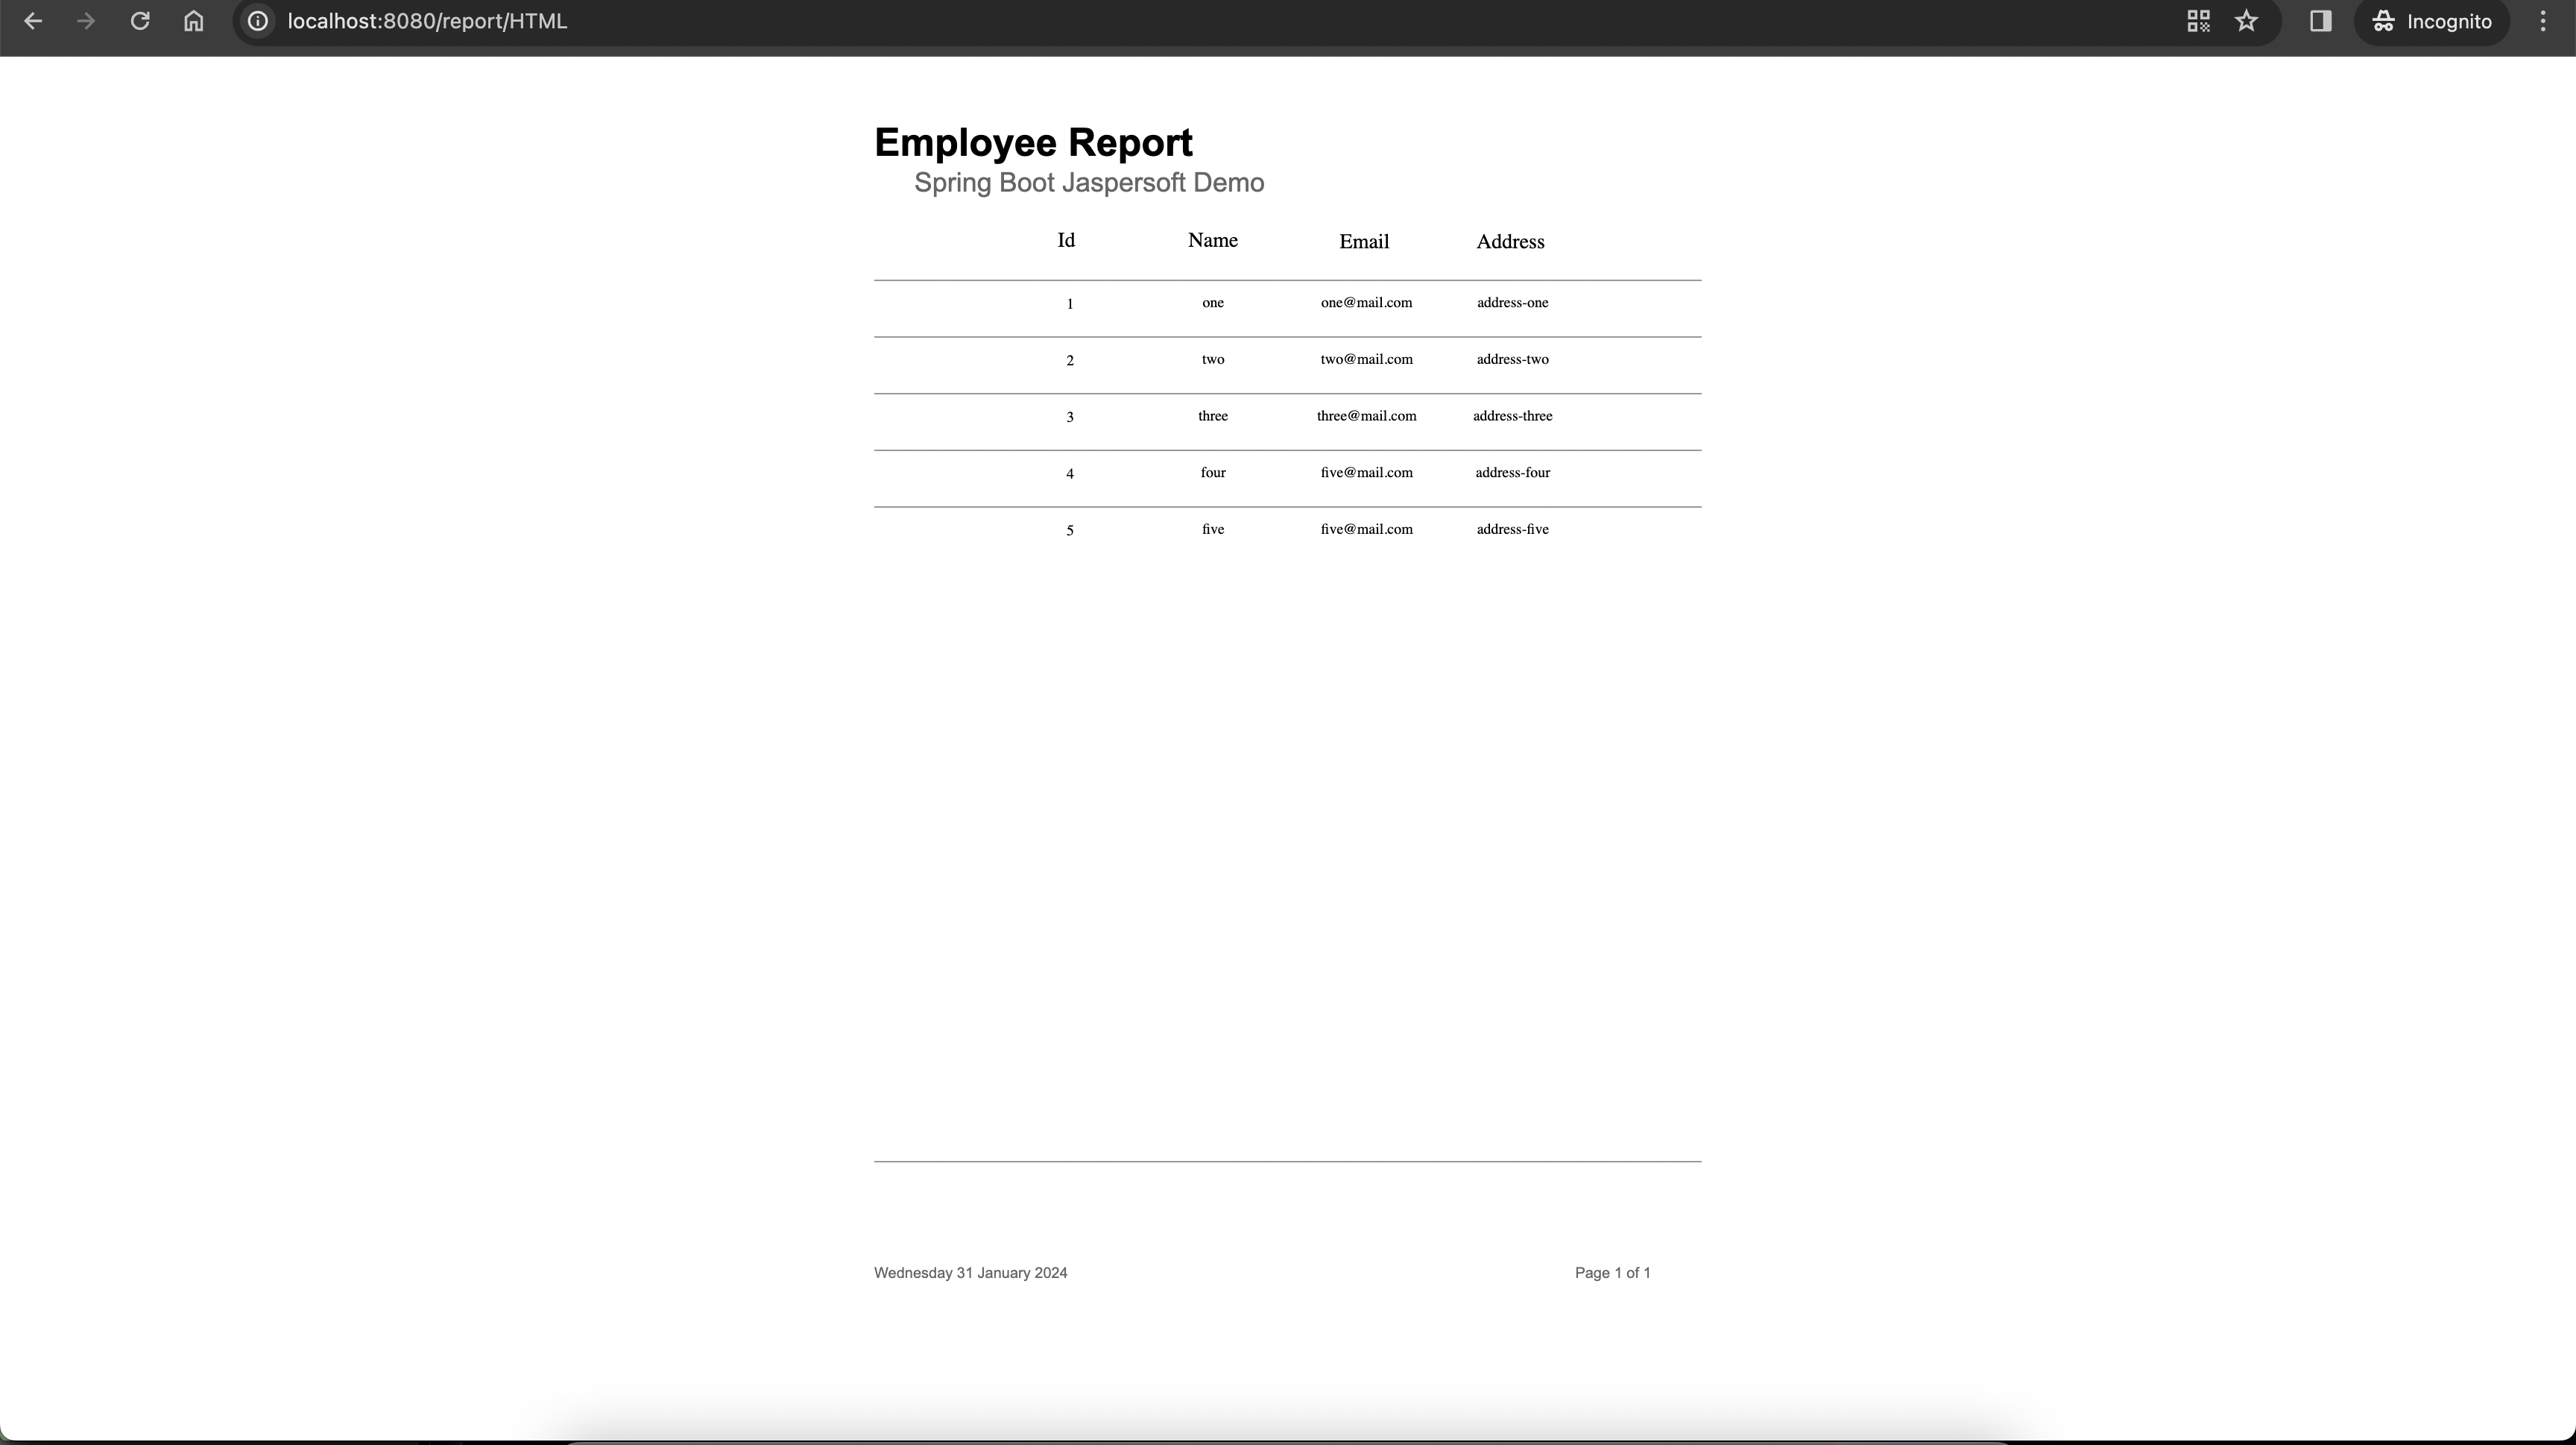 localhost:8080/report/HTML Incognito
Employee Report
Spring Boot Jaspersoft Demo
Id Name Email Address
1 one one@mail.com address-one
2 two two@mail.com address-two
3 three three@mail.com address-three
4 four five@mail.com address-four
5 five five@mail.com address-five
Wednesday 31 January 2024 Page 1 of 1